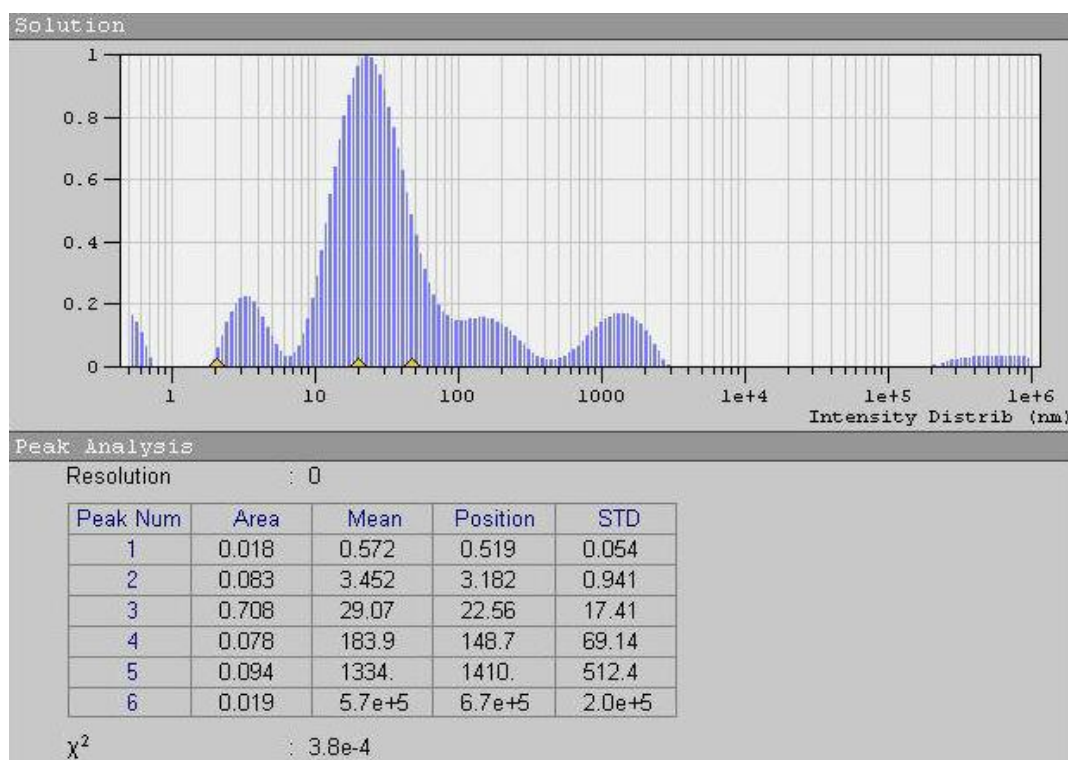 Solution
1
0.8
0.6
0.4
0.2
0
1 10 100 1000 1e+4 1e+5 1e+6
Intensity Distrib (nm)
Peak Analysis
Resolution : 0
Peak Num Area Mean Position STD
1 0.018 0.572 0.519 0.054
2 0.083 3.452 3.182 0.941
3 0.708 29.07 22.56 17.41
4 0.078 183.9 148.7 69.14
5 0.094 1334. 1410. 512.4
6 0.019 5.7e+5 6.7e+5 2.0e+5
χ² : 3.8e-4